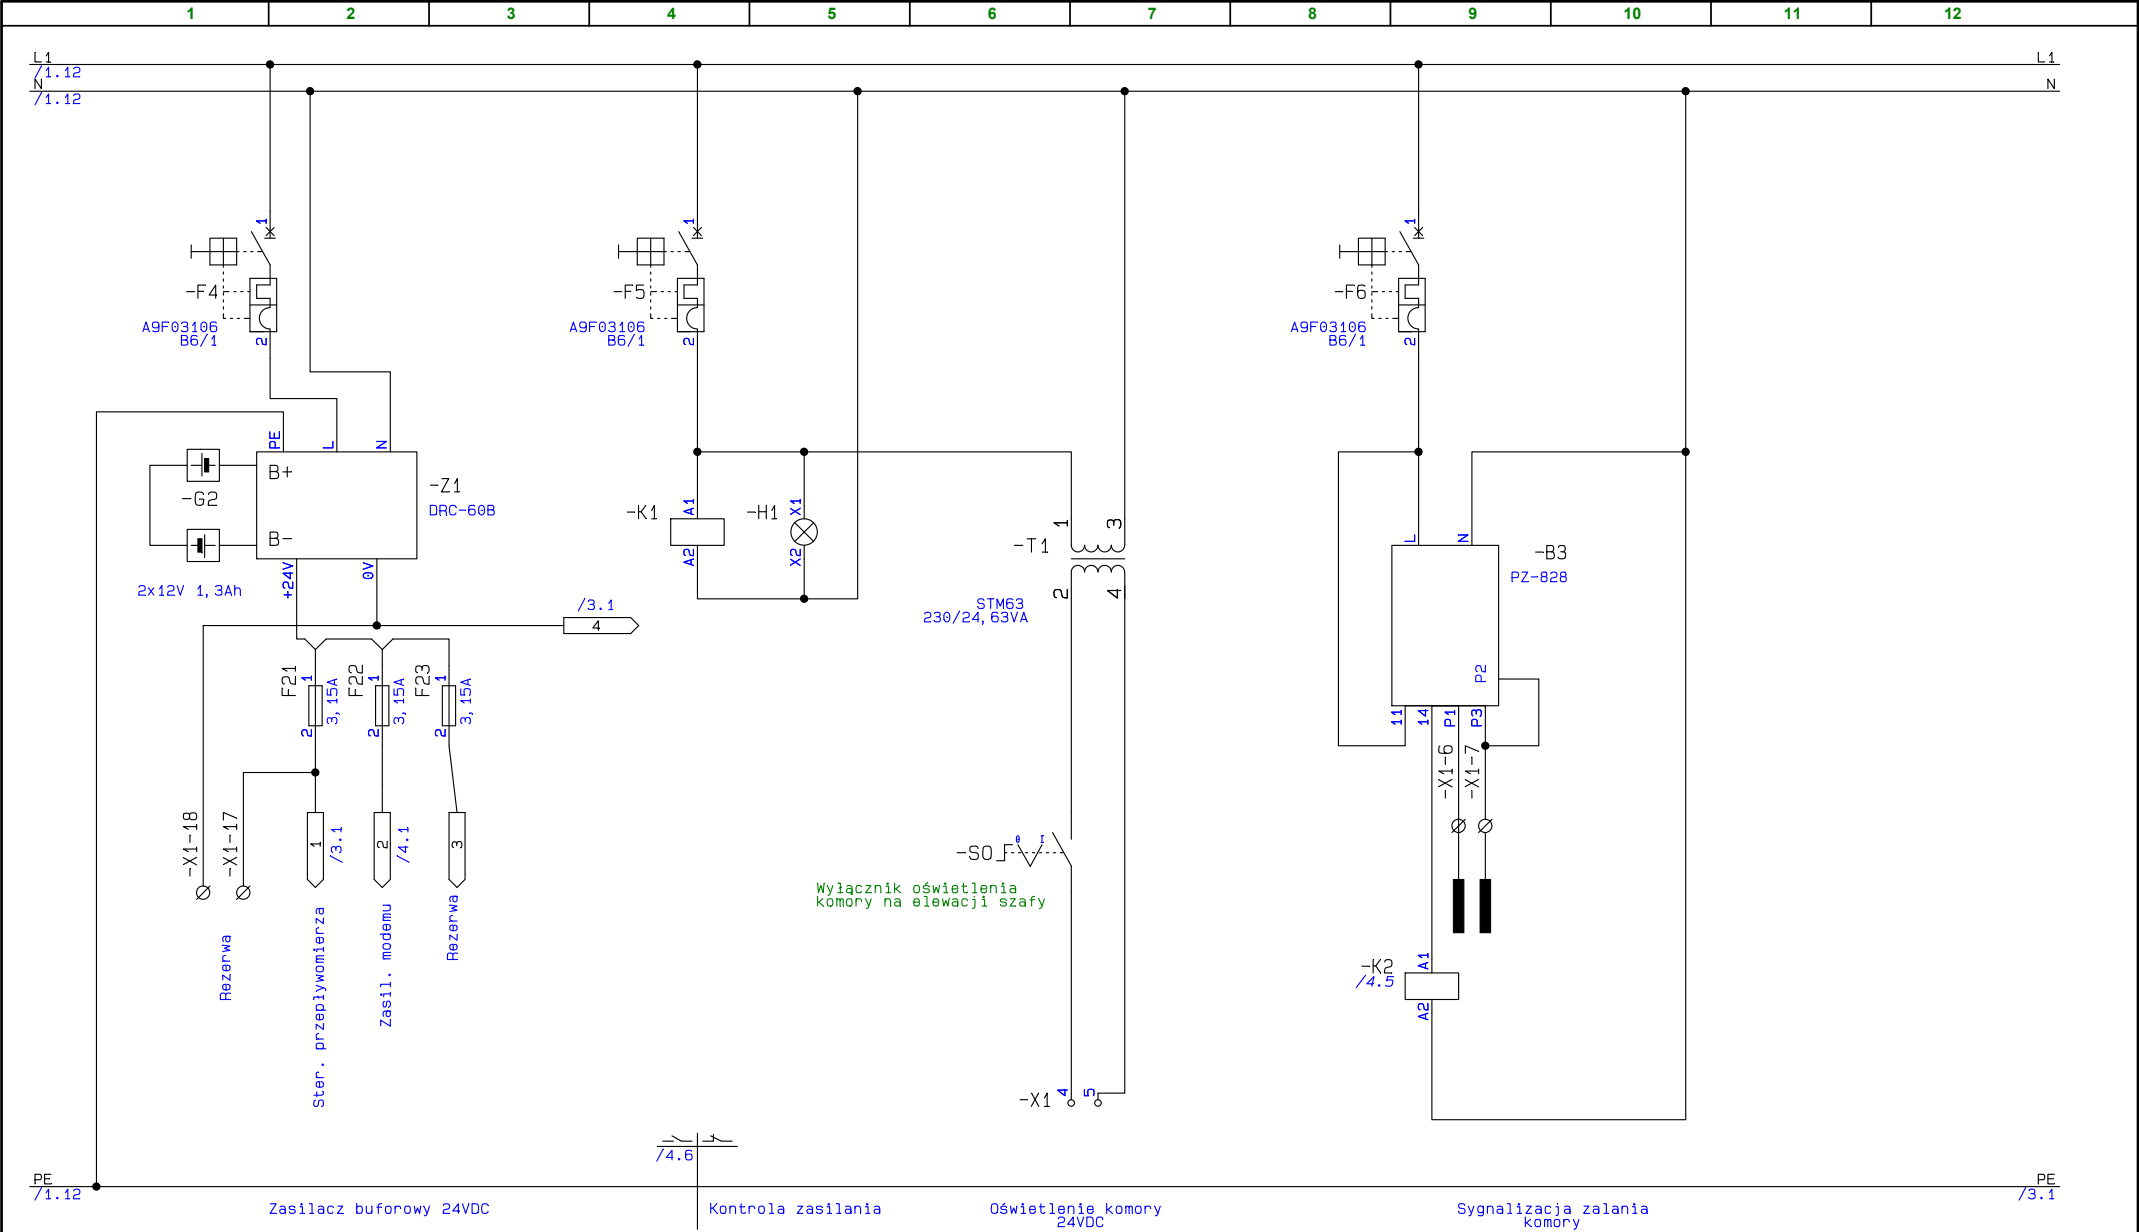 1 2 3 4 5 6 7 8 9 10 11 12
L1 L1
/1.12
N N
/1.12
1 1 1
-F4 -F5 -F6
A9F03106 A9F03106 A9F03106
B6/1 B6/1 B6/1
2 2 2
PE L N
B+
-Z1
-G2
DRC-60B
B-
+24V 0V
2x12V 1,3Ah
A1 X1
-K1 -H1
A2 X2
1 3
-T1
2 4
STM63
230/24,63VA
L N
-B3
PZ-828
P2
11 14 P1 P3
-X1-6 -X1-7
/3.1
4
F21 1 F22 1 F23 1
3,15A 3,15A 3,15A
2 2 2
-X1-18 -X1-17
1 /3.1 2 /4.1 3
0 I
-S0
Wyłącznik oświetlenia
komory na elewacji szafy
Rezerwa
Ster. przepływomierza
Zasil. modemu
Rezerwa
A1
-K2
/4.5
A2
-X1 4 5
/4.6
PE PE
/1.12 /3.1
Zasilacz buforowy 24VDC
Kontrola zasilania
Oświetlenie komory
24VDC
Sygnalizacja zalania
komory